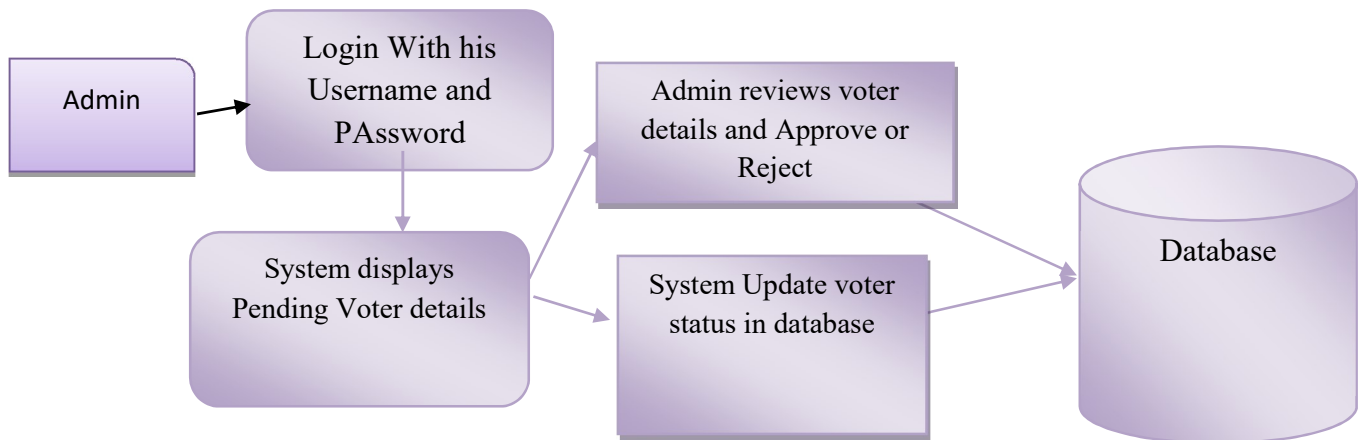 Admin
Login With his
Username and
PAssword
Admin reviews voter
details and Approve or
Reject
System displays
Pending Voter details
System Update voter
status in database
Database